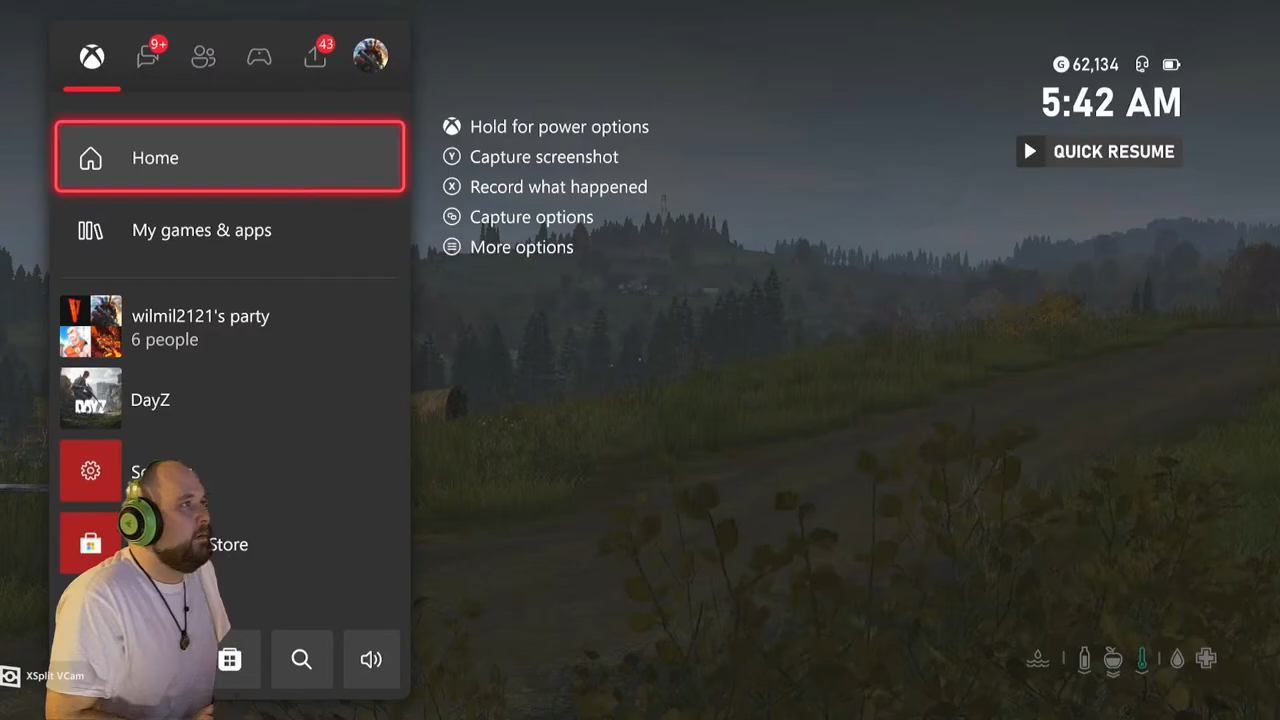 9+
43
62,134
5:42 AM
QUICK RESUME
Home
My games & apps
Hold for power options
Capture screenshot
Record what happened
Capture options
More options
wilmil2121's party
6 people
DAYZ
DayZ
Store
XSplit VCam